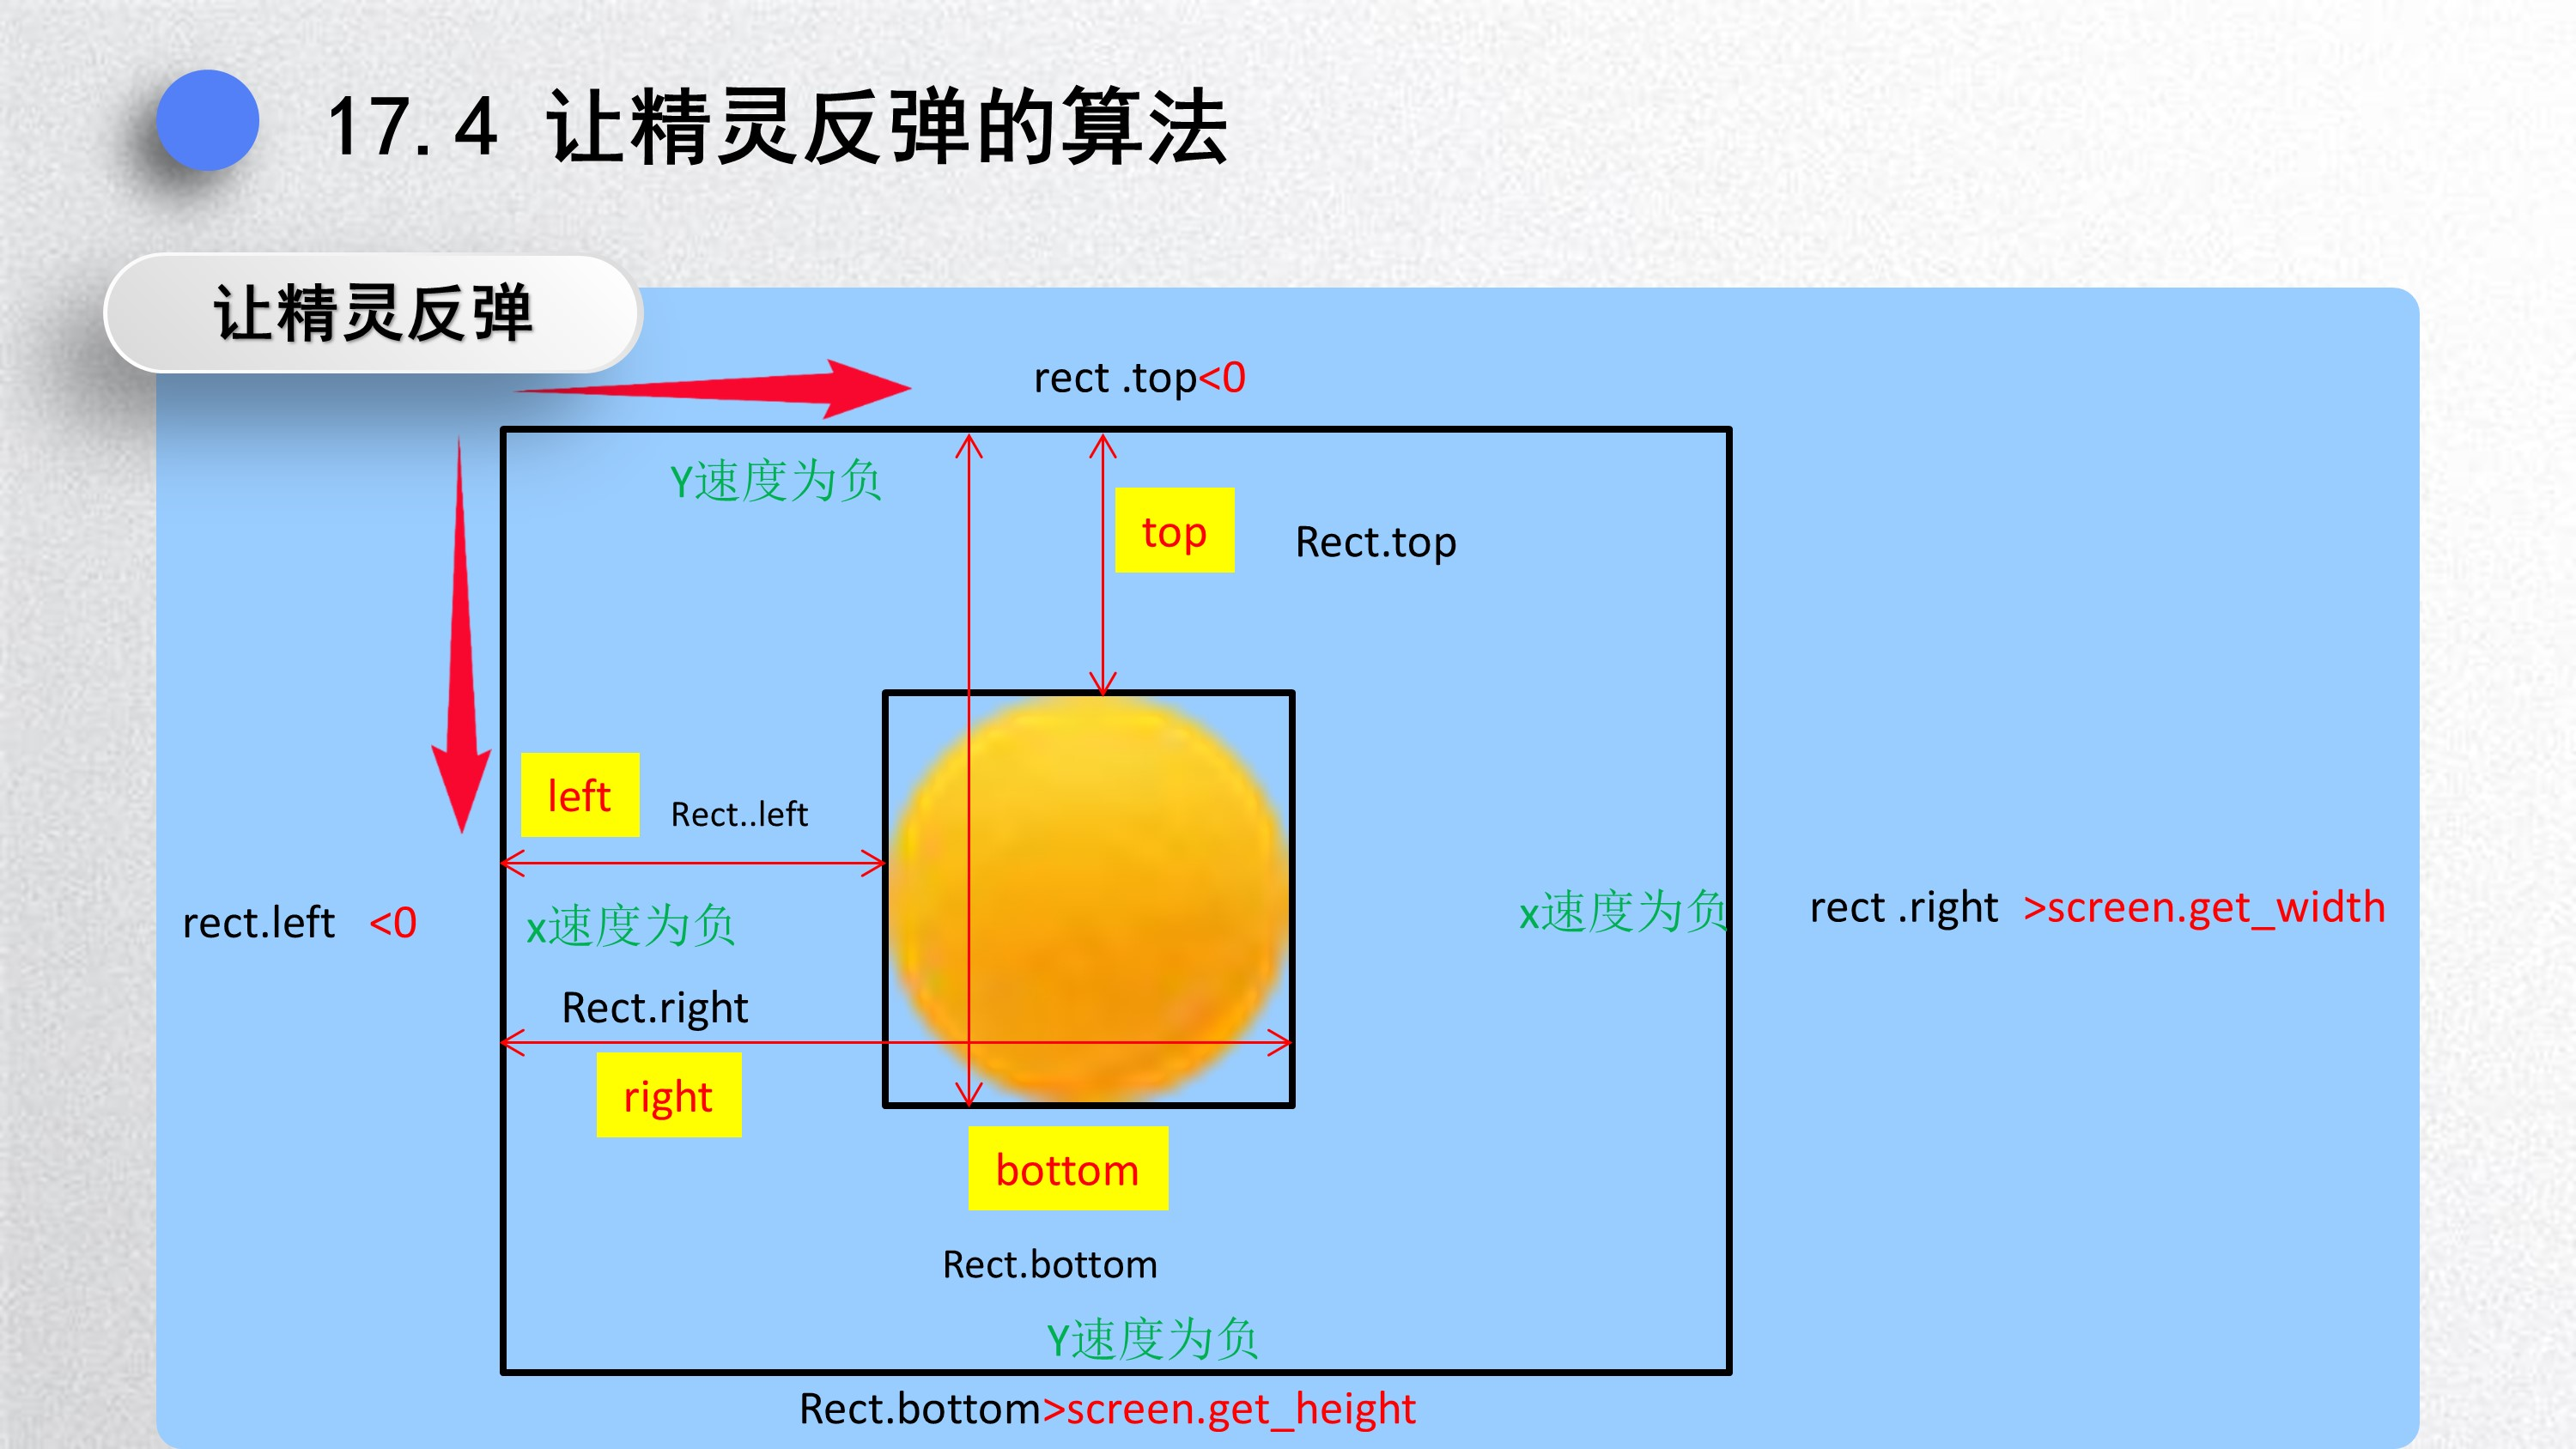 17.4 让精灵反弹的算法
让精灵反弹
rect .top<0
Y速度为负
top
Rect.top
left
Rect..left
rect.left <0
x速度为负
x速度为负
rect .right >screen.get_width
Rect.right
right
bottom
Rect.bottom
Y速度为负
Rect.bottom>screen.get_height